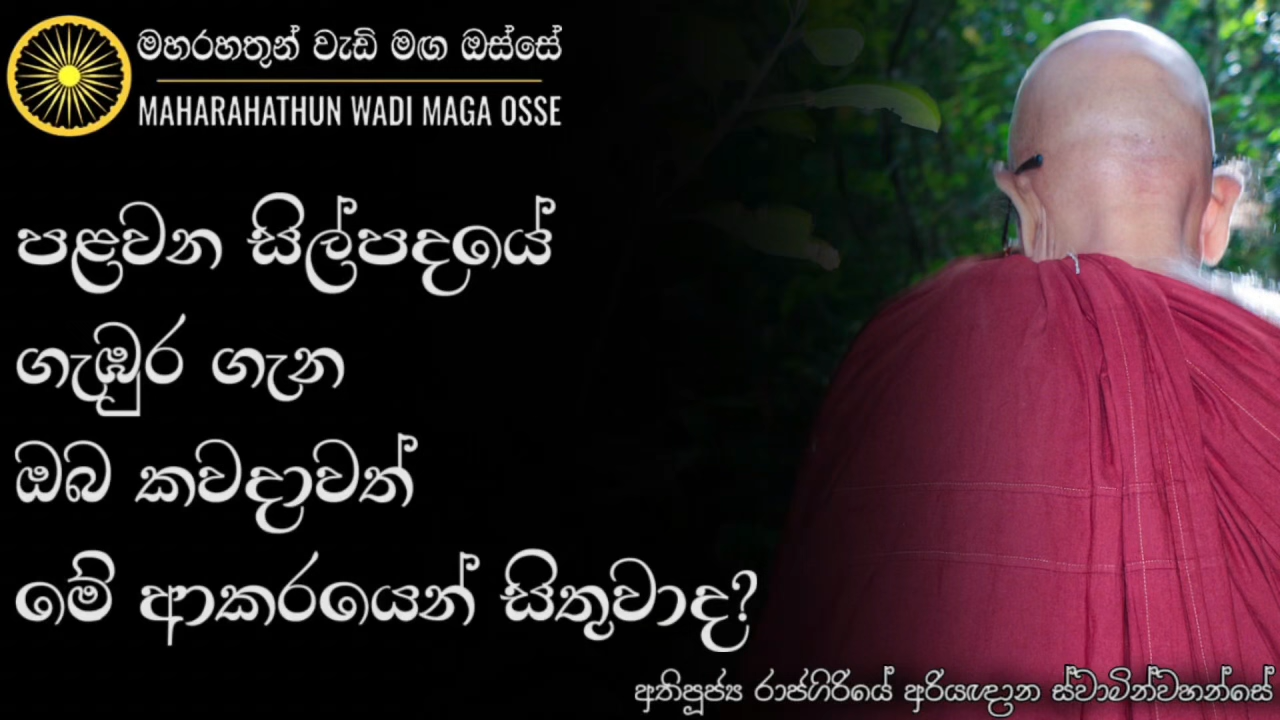 මහරහතුන් වැඩි මඟ ඔස්සේ
MAHARAHATHUN WADI MAGA OSSE
පළවන සිල්පදයේ
ගැඹුර ගැන
ඔබ කවදාවත්
මේ ආකරයෙන් සිතුවාද?
අතිපූජ්‍ය රාජගිරියේ අරියඥාන ස්වාමින්වහන්සේ